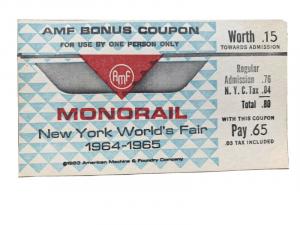 AMF BONUS COUPON
FOR USE BY ONE PERSON ONLY
AMF
MONORAIL
New York World's Fair
1964-1965
©1963 American Machine & Foundry Company
Worth .15
TOWARDS ADMISSION
Regular
Admission .76
N.Y.C. Tax .04
Total .80
WITH THIS COUPON
Pay .65
.03 TAX INCLUDED